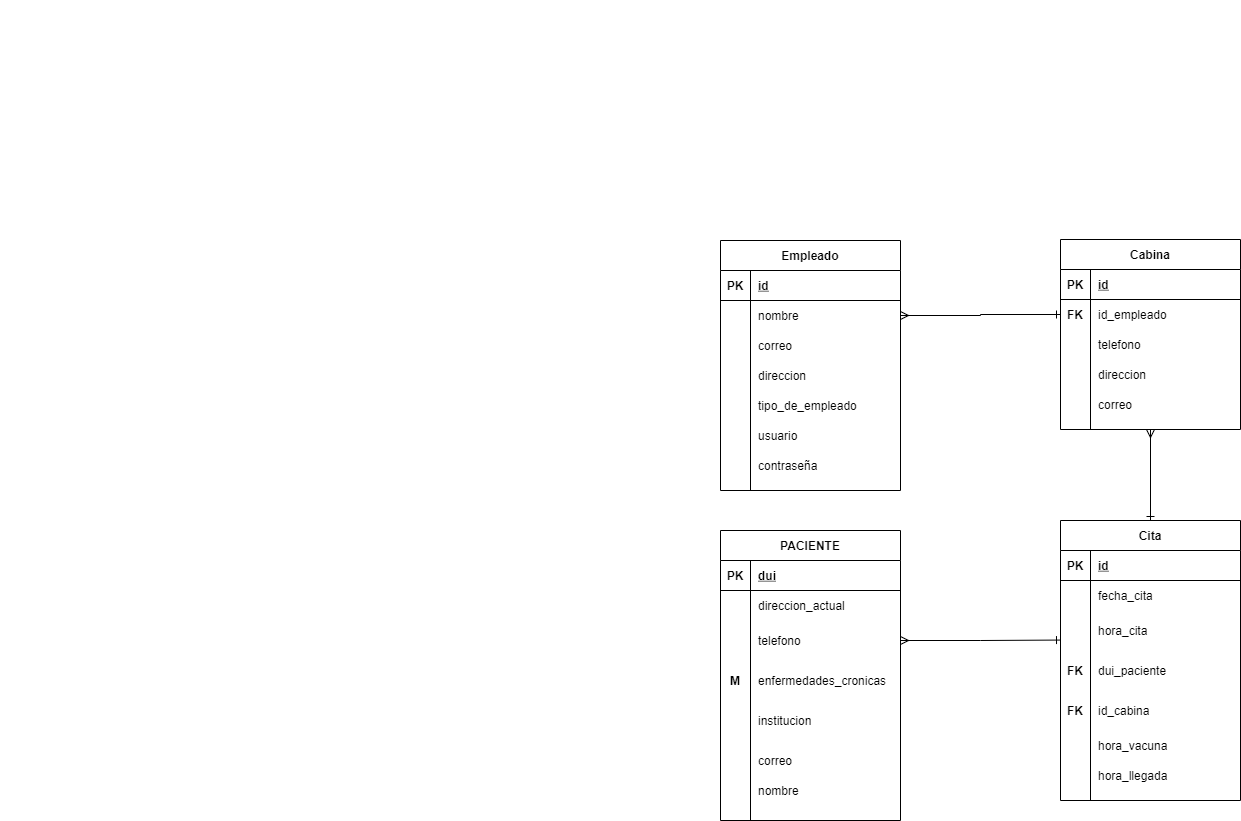 Empleado
PK id
nombre
correo
direccion
tipo_de_empleado
usuario
contraseña
Cabina
PK id
FK id_empleado
telefono
direccion
correo
PACIENTE
PK dui
direccion_actual
telefono
M enfermedades_cronicas
institucion
correo
nombre
Cita
PK id
fecha_cita
hora_cita
FK dui_paciente
FK id_cabina
hora_vacuna
hora_llegada